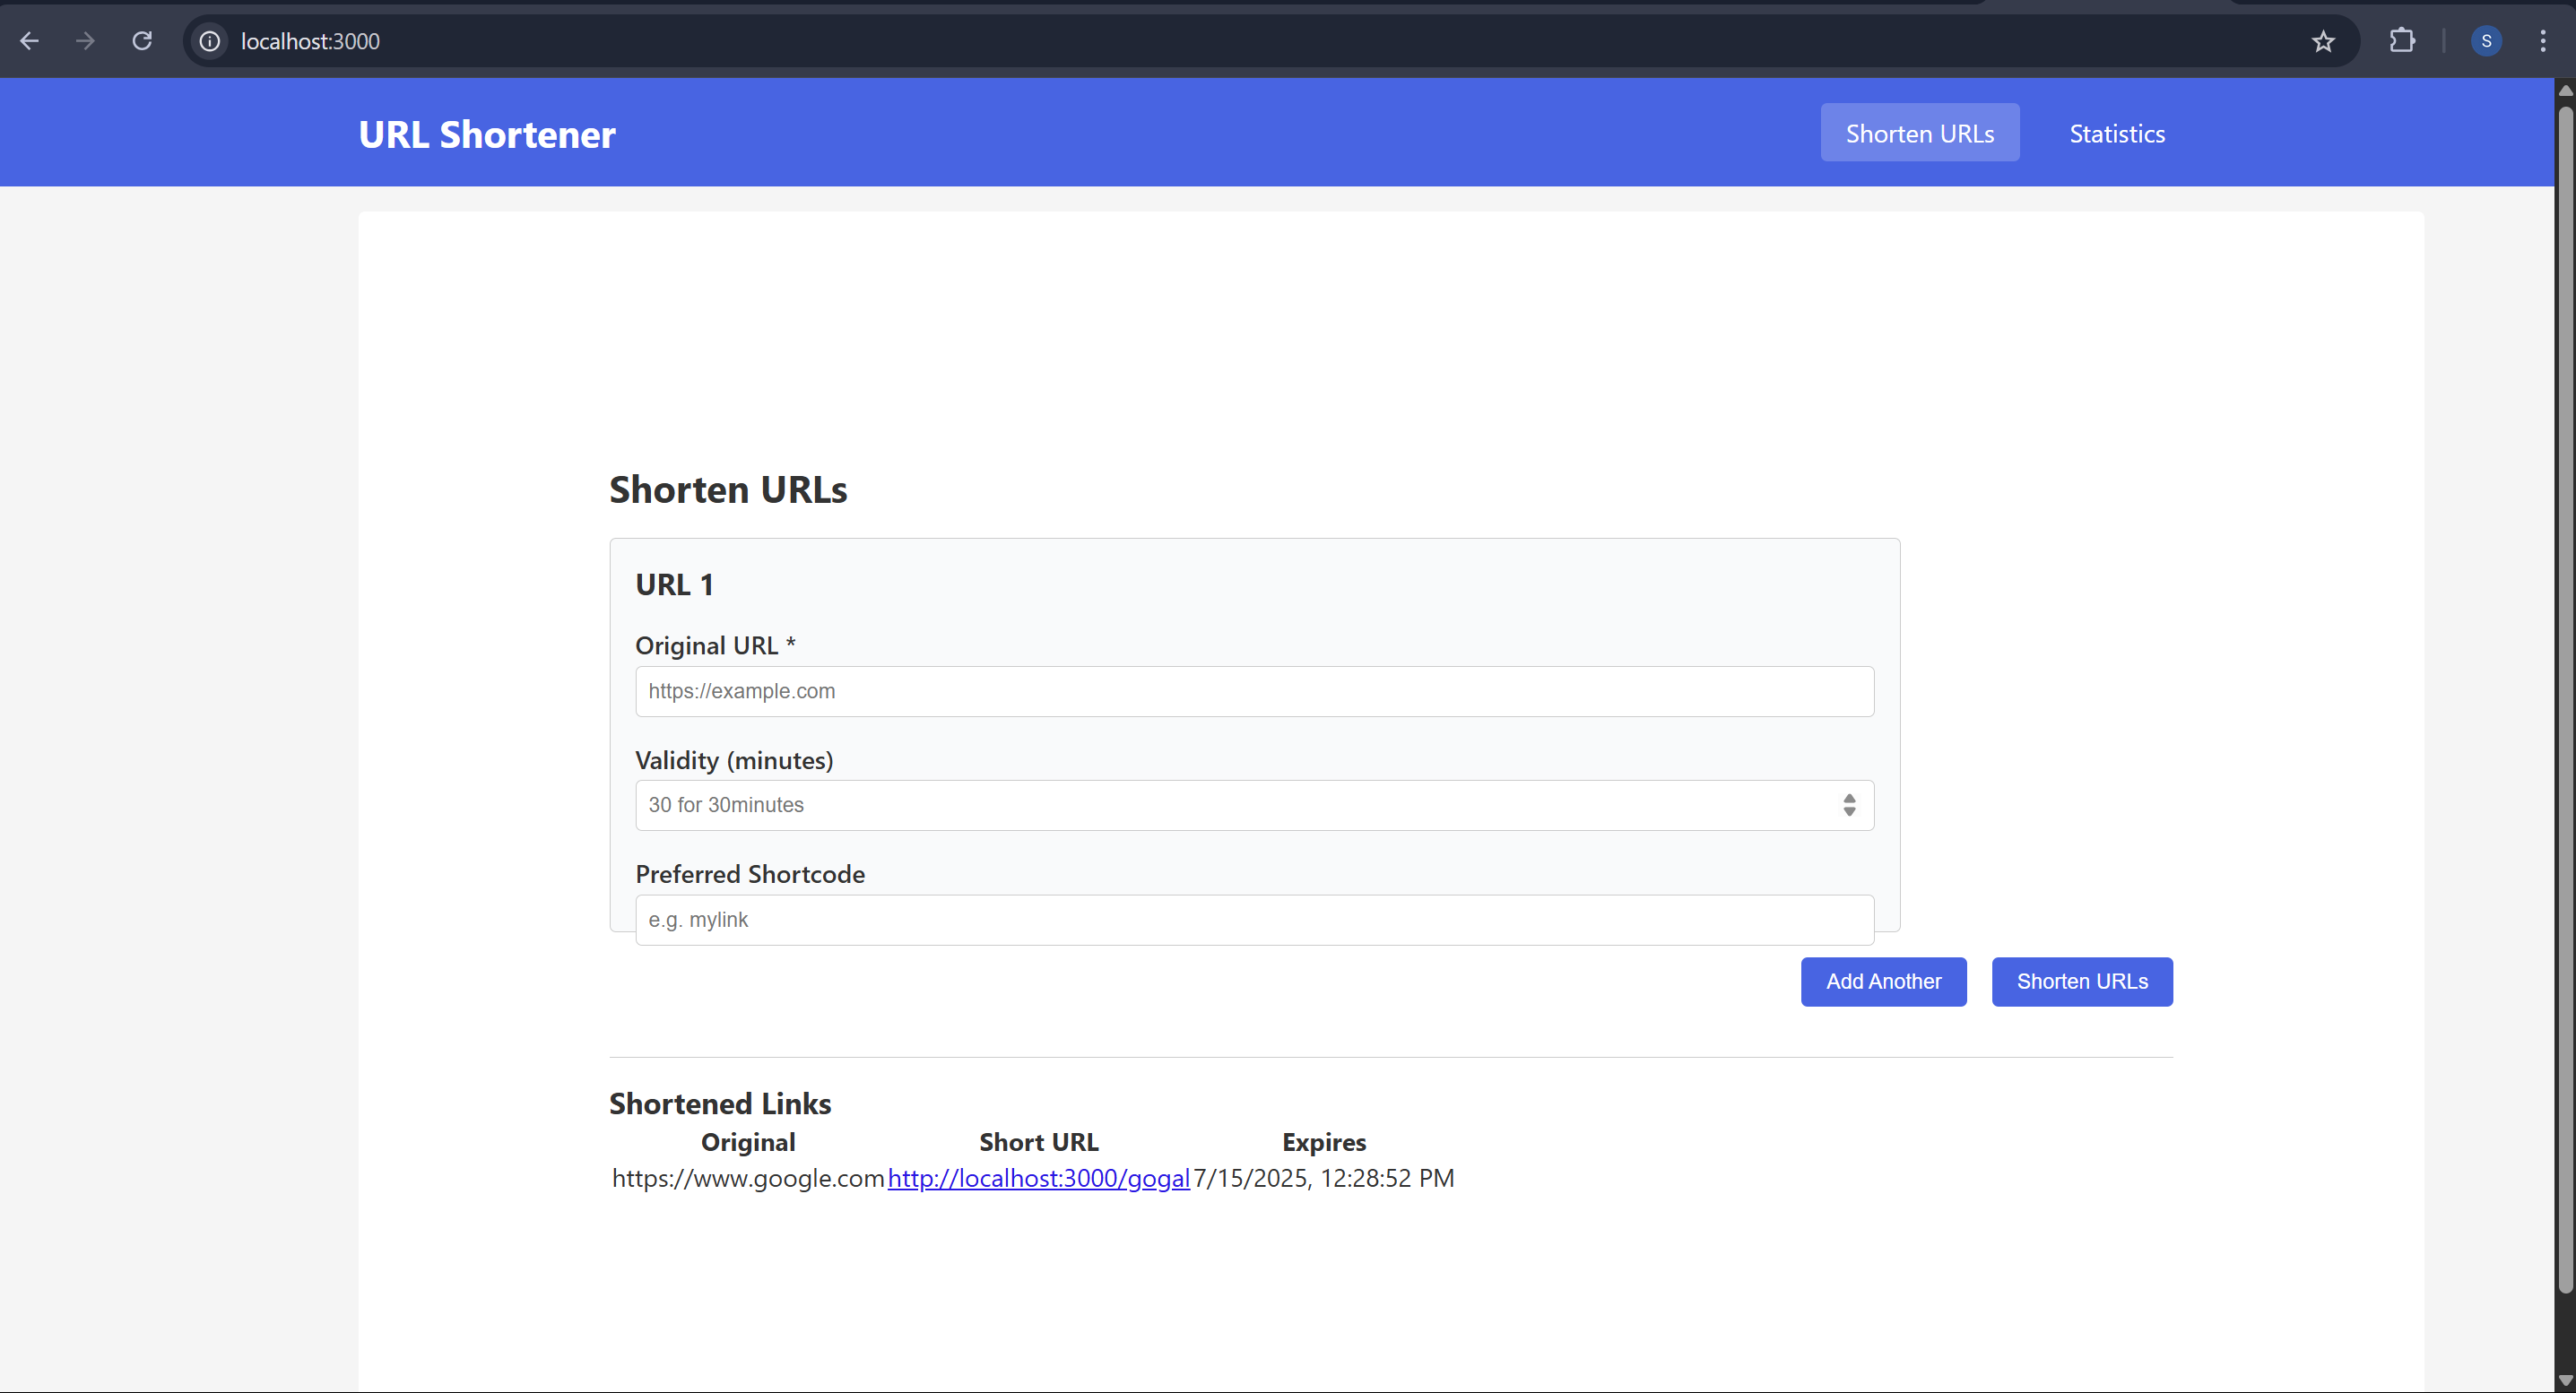 localhost:3000
S
URL Shortener
Shorten URLs
Statistics
Shorten URLs
URL 1
Original URL *
https://example.com
Validity (minutes)
30 for 30minutes
Preferred Shortcode
e.g. mylink
Add Another
Shorten URLs
Shortened Links
Original Short URL Expires
https://www.google.com http://localhost:3000/gogal 7/15/2025, 12:28:52 PM